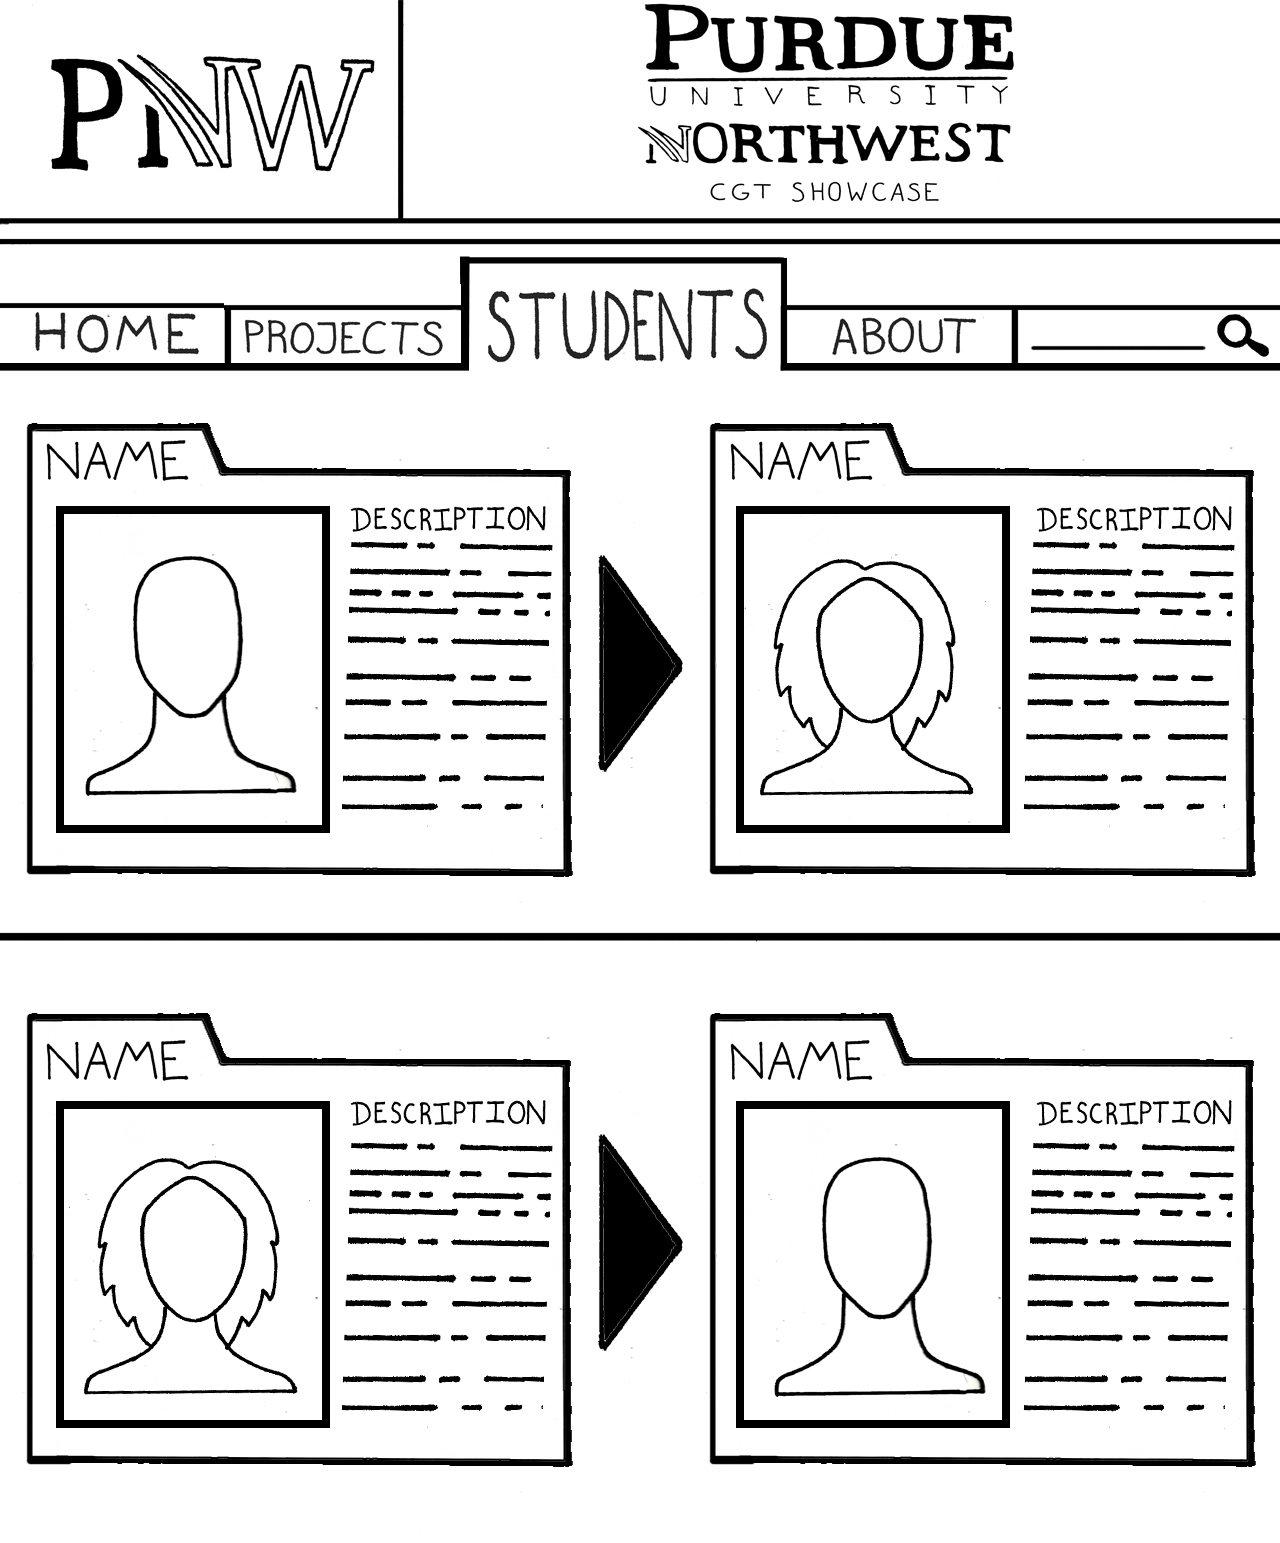 PNW
PURDUE
UNIVERSITY
NORTHWEST
CGT SHOWCASE
HOME PROJECTS STUDENTS ABOUT
NAME
DESCRIPTION
NAME
DESCRIPTION
NAME
DESCRIPTION
NAME
DESCRIPTION